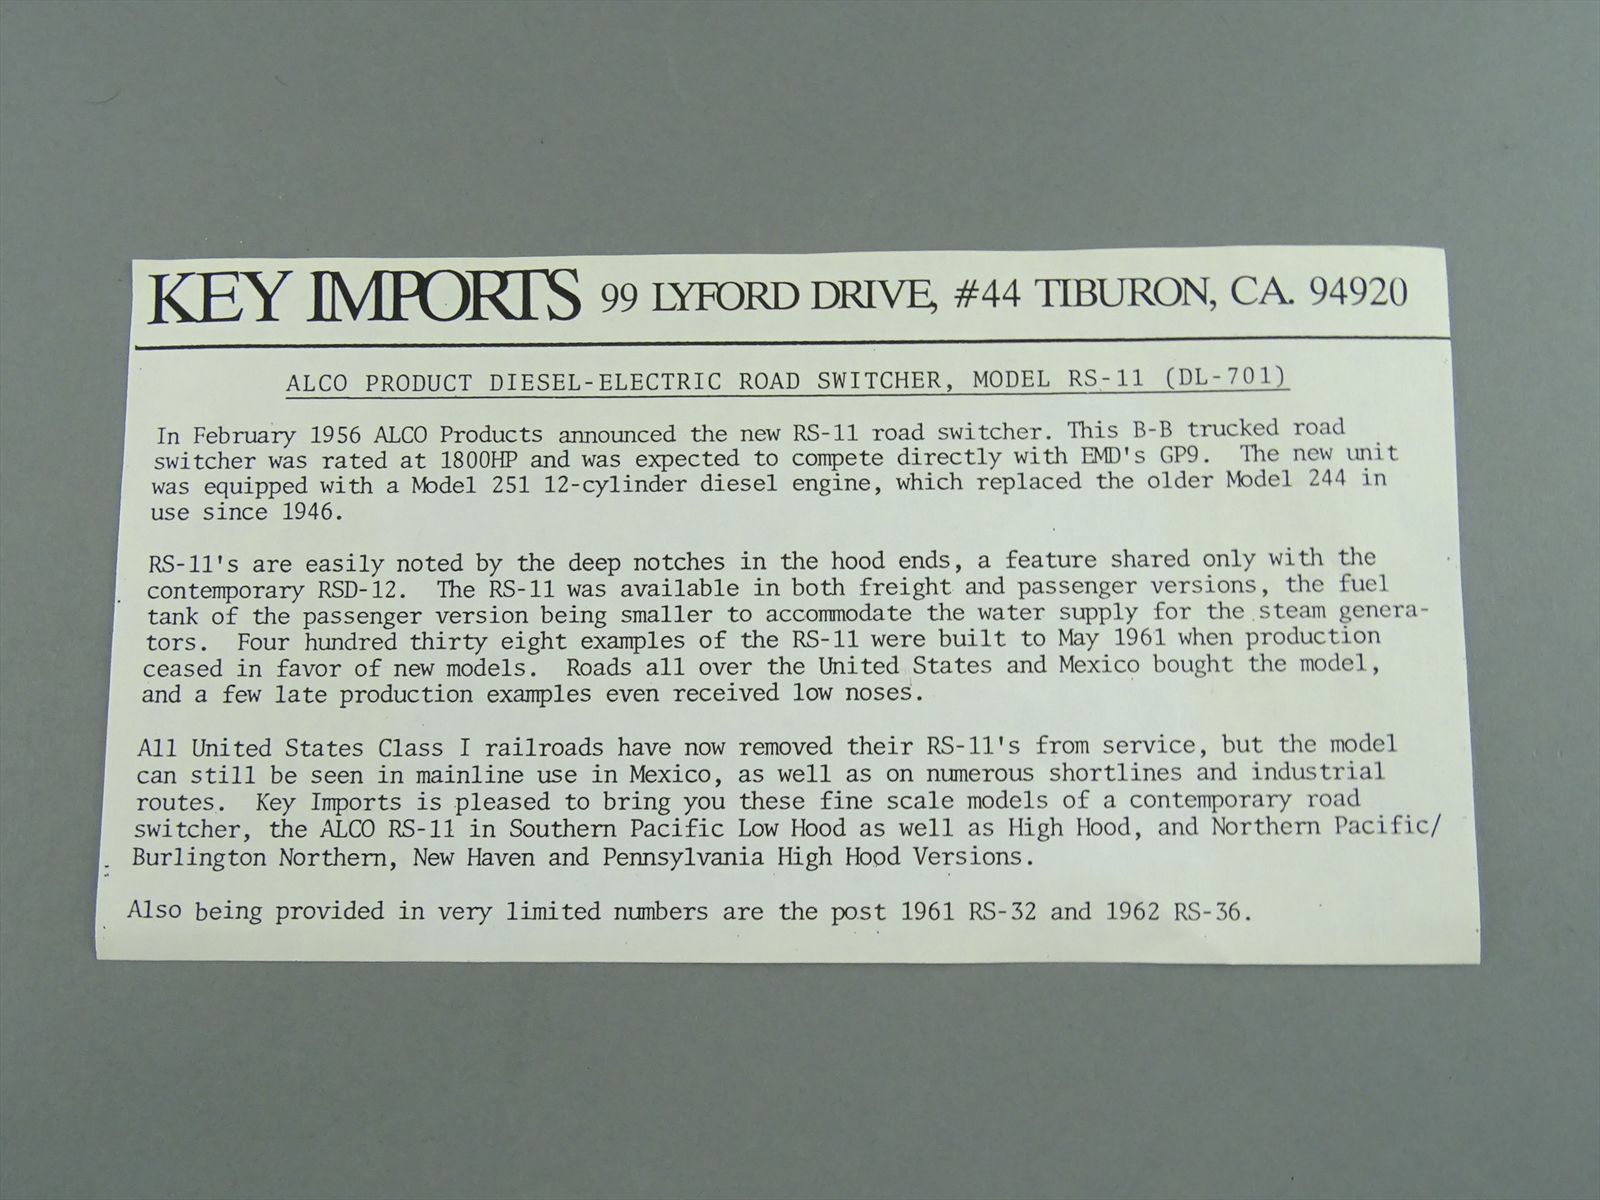 KEY IMPORTS 99 LYFORD DRIVE, #44 TIBURON, CA. 94920
ALCO PRODUCT DIESEL-ELECTRIC ROAD SWITCHER, MODEL RS-11 (DL-701)
In February 1956 ALCO Products announced the new RS-11 road switcher. This B-B trucked road
switcher was rated at 1800HP and was expected to compete directly with EMD's GP9. The new unit
was equipped with a Model 251 12-cylinder diesel engine, which replaced the older Model 244 in
use since 1946.
RS-11's are easily noted by the deep notches in the hood ends, a feature shared only with the
contemporary RSD-12. The RS-11 was available in both freight and passenger versions, the fuel
tank of the passenger version being smaller to accommodate the water supply for the steam genera-
tors. Four hundred thirty eight examples of the RS-11 were built to May 1961 when production
ceased in favor of new models. Roads all over the United States and Mexico bought the model,
and a few late production examples even received low noses.
All United States Class I railroads have now removed their RS-11's from service, but the model
can still be seen in mainline use in Mexico, as well as on numerous shortlines and industrial
routes. Key Imports is pleased to bring you these fine scale models of a contemporary road
switcher, the ALCO RS-11 in Southern Pacific Low Hood as well as High Hood, and Northern Pacific/
Burlington Northern, New Haven and Pennsylvania High Hood Versions.
Also being provided in very limited numbers are the post 1961 RS-32 and 1962 RS-36.